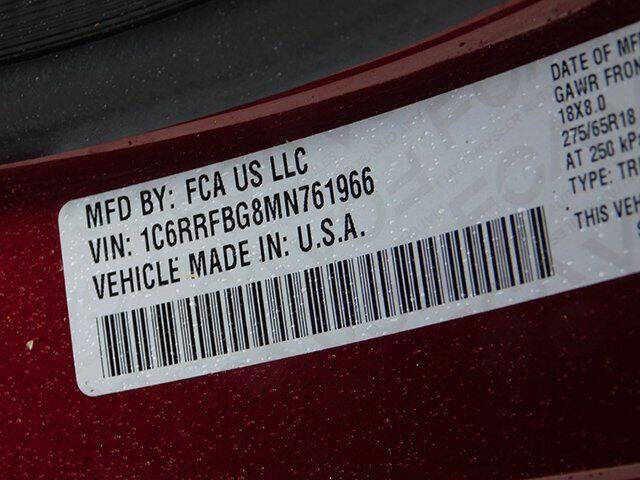 MFD BY: FCA US LLC
VIN: 1C6RRFBG8MN761966
VEHICLE MADE IN: U.S.A.
DATE OF MFR
GAWR FRON
18X8.0
275/65R18
AT 250 kP
TYPE: TR
THIS VEH